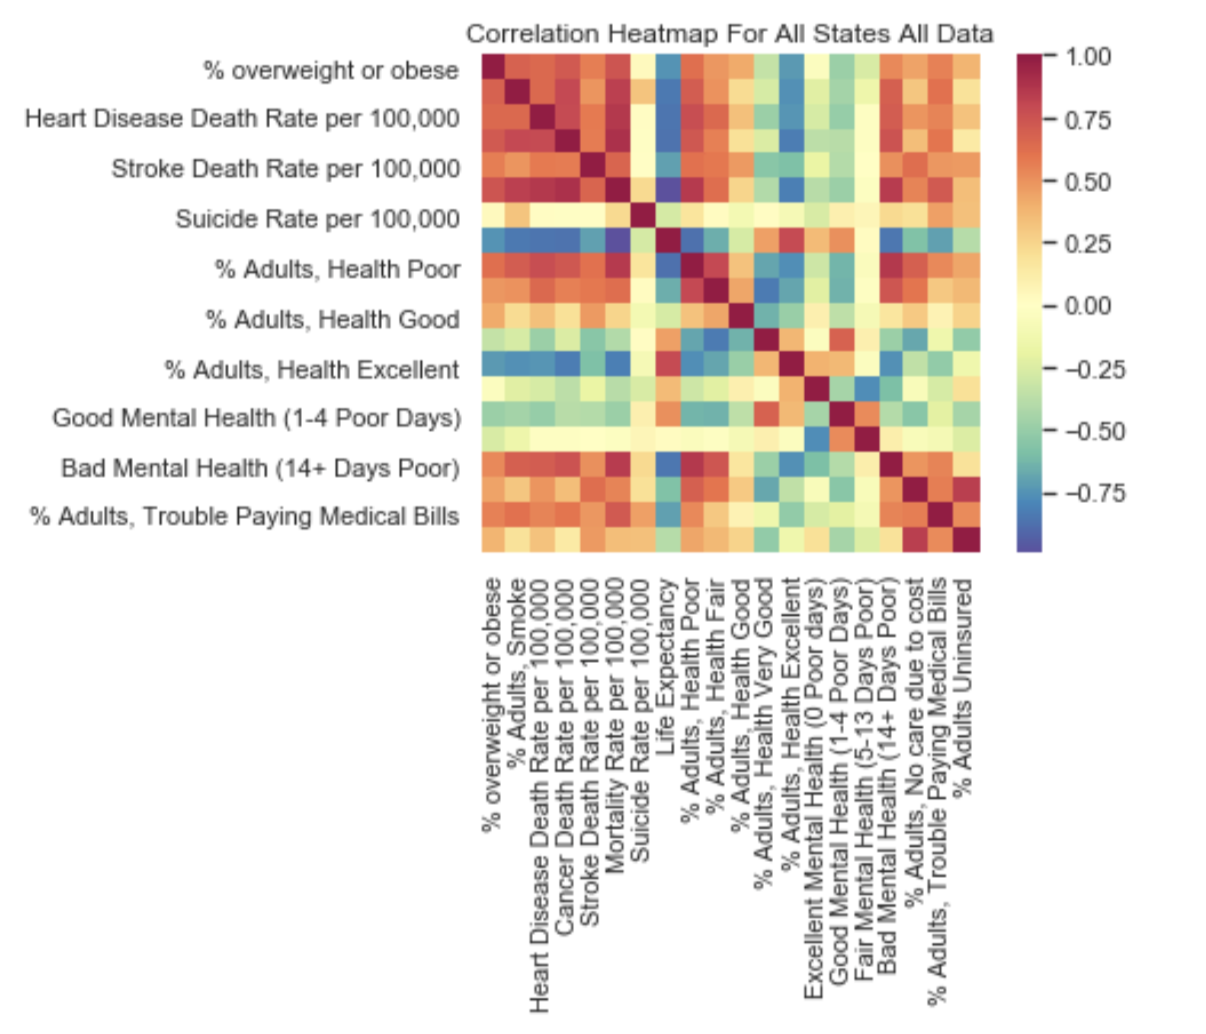 Correlation Heatmap For All States All Data
% overweight or obese
Heart Disease Death Rate per 100,000
Stroke Death Rate per 100,000
Suicide Rate per 100,000
% Adults, Health Poor
% Adults, Health Good
% Adults, Health Excellent
Good Mental Health (1-4 Poor Days)
Bad Mental Health (14+ Days Poor)
% Adults, Trouble Paying Medical Bills
1.00
0.75
0.50
0.25
0.00
−0.25
−0.50
−0.75
% overweight or obese
% Adults, Smoke
Heart Disease Death Rate per 100,000
Cancer Death Rate per 100,000
Stroke Death Rate per 100,000
Mortality Rate per 100,000
Suicide Rate per 100,000
Life Expectancy
% Adults, Health Poor
% Adults, Health Fair
% Adults, Health Good
% Adults, Health Very Good
% Adults, Health Excellent
Excellent Mental Health (0 Poor days)
Good Mental Health (1-4 Poor Days)
Fair Mental Health (5-13 Days Poor)
Bad Mental Health (14+ Days Poor)
% Adults, No care due to cost
% Adults, Trouble Paying Medical Bills
% Adults Uninsured